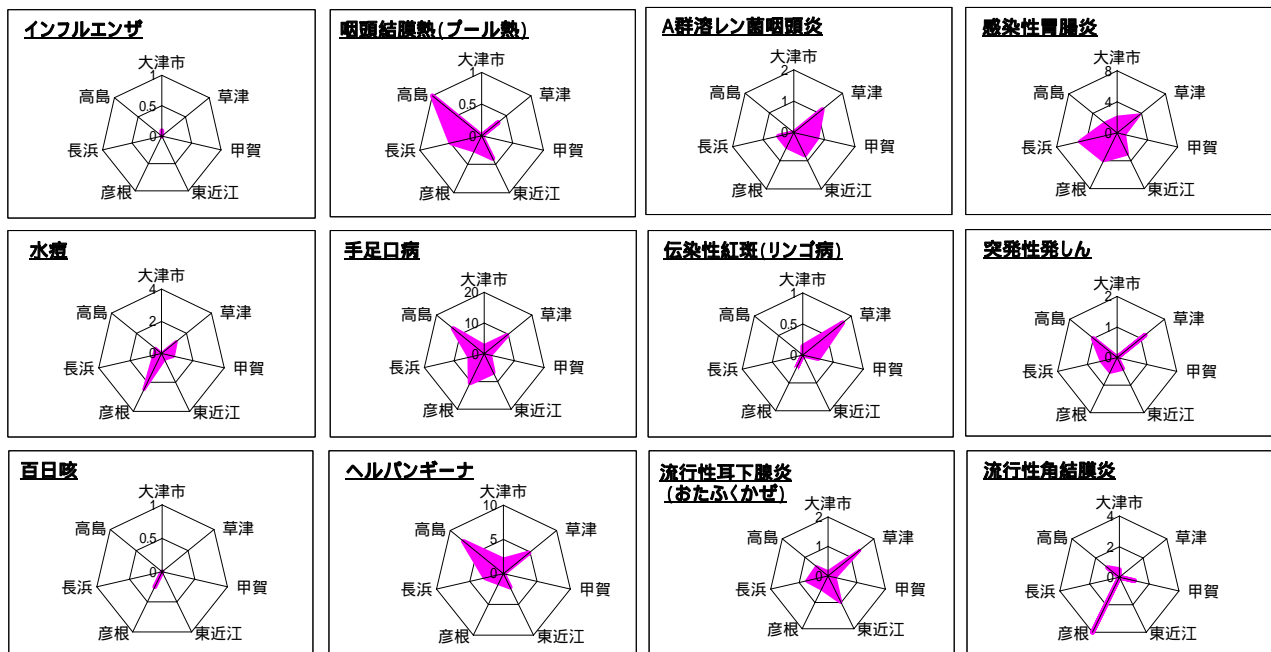 インフルエンザ
大津市
1
高島
草津
0.5
0
長浜
甲賀
彦根
東近江
咽頭結膜熱(プール熱)
大津市
1
高島
草津
0.5
0
長浜
甲賀
彦根
東近江
A群溶レン菌咽頭炎
大津市
2
高島
草津
1
0
長浜
甲賀
彦根
東近江
感染性胃腸炎
大津市
8
高島
草津
4
0
長浜
甲賀
彦根
東近江
水痘
大津市
4
高島
草津
2
0
長浜
甲賀
彦根
東近江
手足口病
大津市
20
高島
草津
10
0
長浜
甲賀
彦根
東近江
伝染性紅斑(リンゴ病)
大津市
1
高島
草津
0.5
0
長浜
甲賀
彦根
東近江
突発性発しん
大津市
2
高島
草津
1
0
長浜
甲賀
彦根
東近江
百日咳
大津市
1
高島
草津
0.5
0
長浜
甲賀
彦根
東近江
ヘルパンギーナ
大津市
10
高島
草津
5
0
長浜
甲賀
彦根
東近江
流行性耳下腺炎
(おたふくかぜ)
大津市
2
高島
草津
1
0
長浜
甲賀
彦根
東近江
流行性角結膜炎
大津市
4
高島
草津
2
0
長浜
甲賀
彦根
東近江